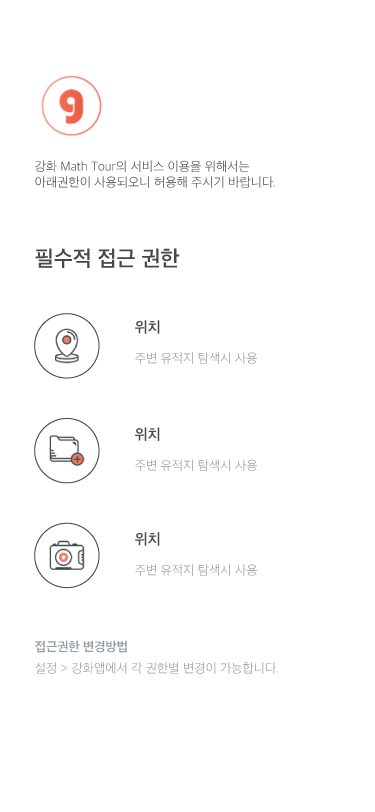 g
강화 Math Tour의 서비스 이용을 위해서는
아래권한이 사용되오니 허용해 주시기 바랍니다.
필수적 접근 권한
위치
주변 유적지 탐색시 사용
위치
주변 유적지 탐색시 사용
위치
주변 유적지 탐색시 사용
접근권한 변경방법
설정 > 강화앱에서 각 권한별 변경이 가능합니다.